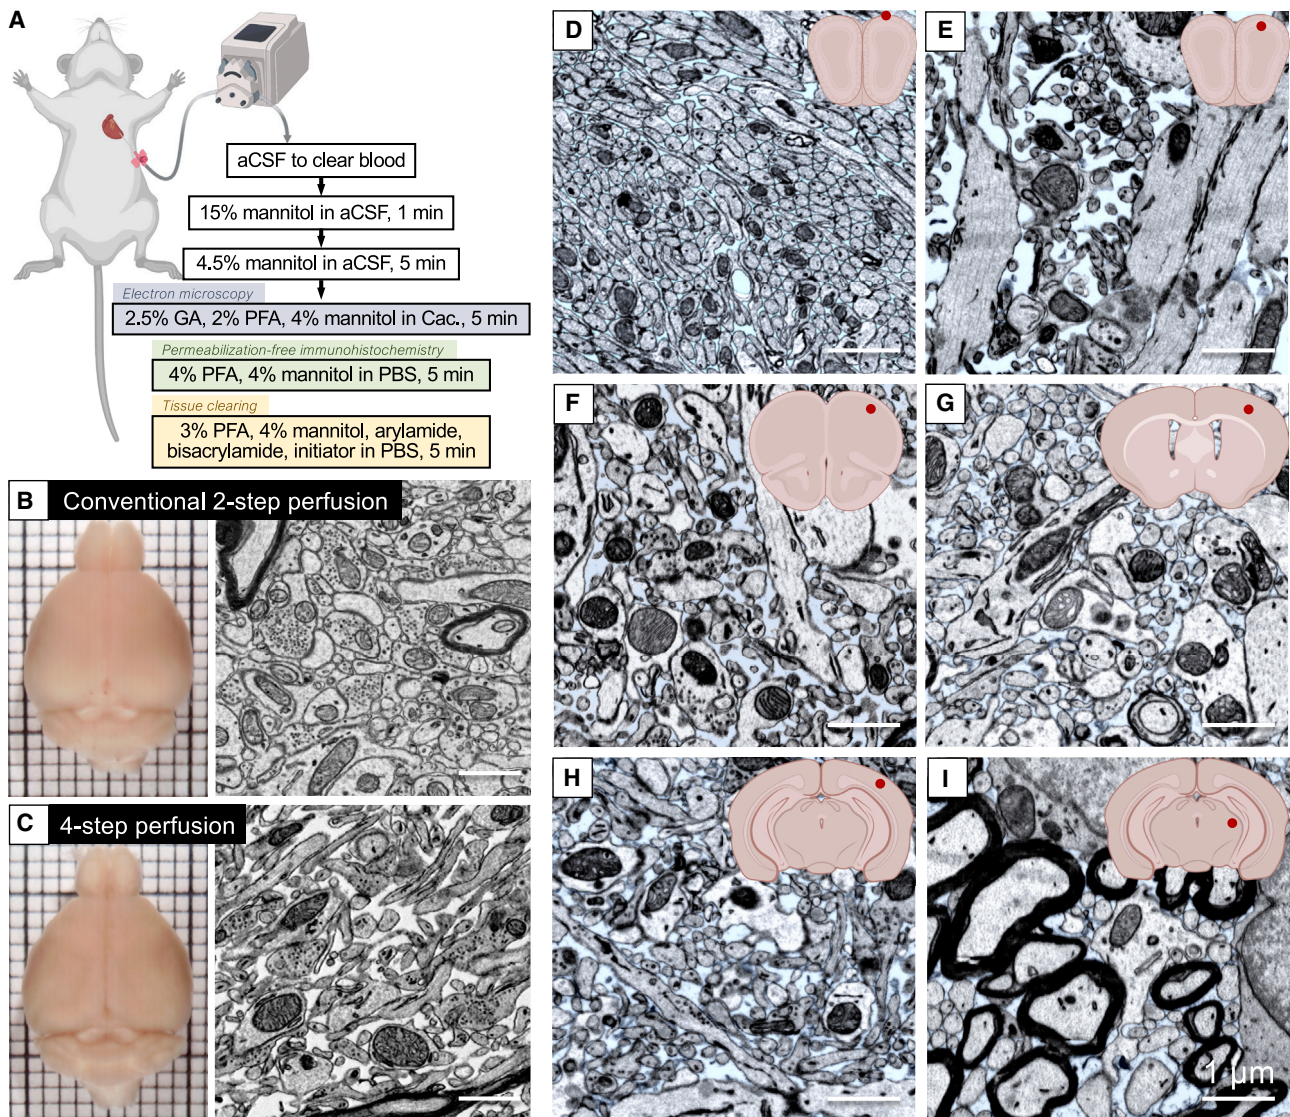 A
aCSF to clear blood
15% mannitol in aCSF, 1 min
4.5% mannitol in aCSF, 5 min
Electron microscopy
2.5% GA, 2% PFA, 4% mannitol in Cac., 5 min
Permeabilization-free immunohistochemistry
4% PFA, 4% mannitol in PBS, 5 min
Tissue clearing
3% PFA, 4% mannitol, arylamide,
bisacrylamide, initiator in PBS, 5 min
B Conventional 2-step perfusion
C 4-step perfusion
D
E
F
G
H
I
1 µm